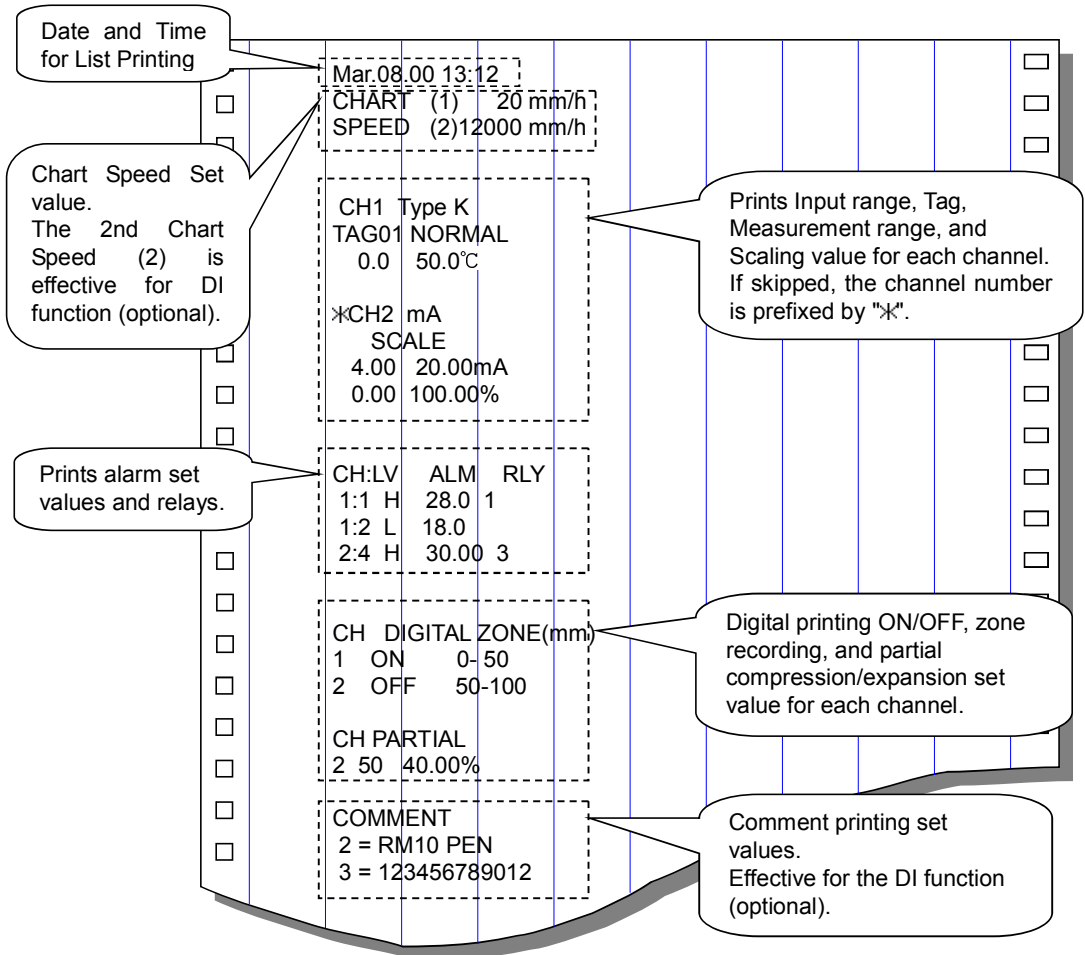 Date and Time
for List Printing
Mar.08.00 13:12
CHART (1) 20 mm/h
SPEED (2)12000 mm/h
Chart Speed Set
value.
The 2nd Chart
Speed (2) is
effective for DI
function (optional).
CH1 Type K
TAG01 NORMAL
0.0 50.0℃
Prints Input range, Tag,
Measurement range, and
Scaling value for each channel.
If skipped, the channel number
is prefixed by "Ж".
ЖCH2 mA
SCALE
4.00 20.00mA
0.00 100.00%
Prints alarm set
values and relays.
CH:LV ALM RLY
1:1 H 28.0 1
1:2 L 18.0
2:4 H 30.00 3
CH DIGITAL ZONE(mm)
1 ON 0- 50
2 OFF 50-100
CH PARTIAL
2 50 40.00%
Digital printing ON/OFF, zone
recording, and partial
compression/expansion set
value for each channel.
COMMENT
2 = RM10 PEN
3 = 123456789012
Comment printing set
values.
Effective for the DI function
(optional).